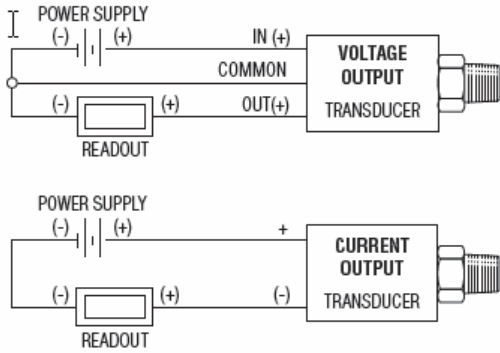 POWER SUPPLY
(-) (+) IN (+)
COMMON
VOLTAGE
OUTPUT
TRANSDUCER
(-) (+) OUT(+)
READOUT
POWER SUPPLY
(-) (+) +
CURRENT
OUTPUT
TRANSDUCER
(-) (+) (-)
READOUT